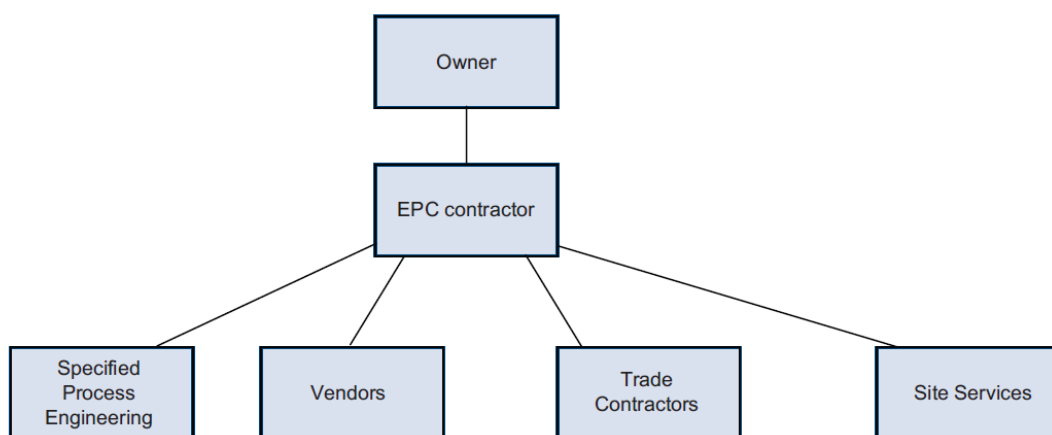 Owner
EPC contractor
Specified
Process
Engineering
Vendors
Trade
Contractors
Site Services